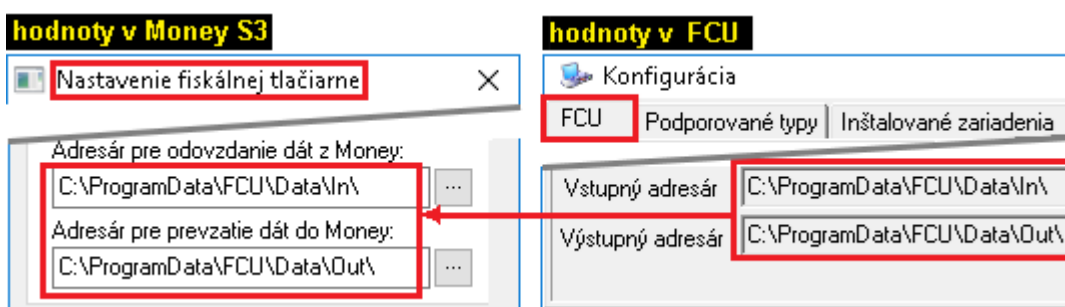 hodnoty v Money S3
Nastavenie fiskálnej tlačiarne
Adresár pre odovzdanie dát z Money:
C:\ProgramData\FCU\Data\In\
...
Adresár pre prevzatie dát do Money:
C:\ProgramData\FCU\Data\Out\
...
hodnoty v FCU
Konfigurácia
FCU
Podporované typy
Inštalované zariadenia
Vstupný adresár
C:\ProgramData\FCU\Data\In\
Výstupný adresár
C:\ProgramData\FCU\Data\Out\